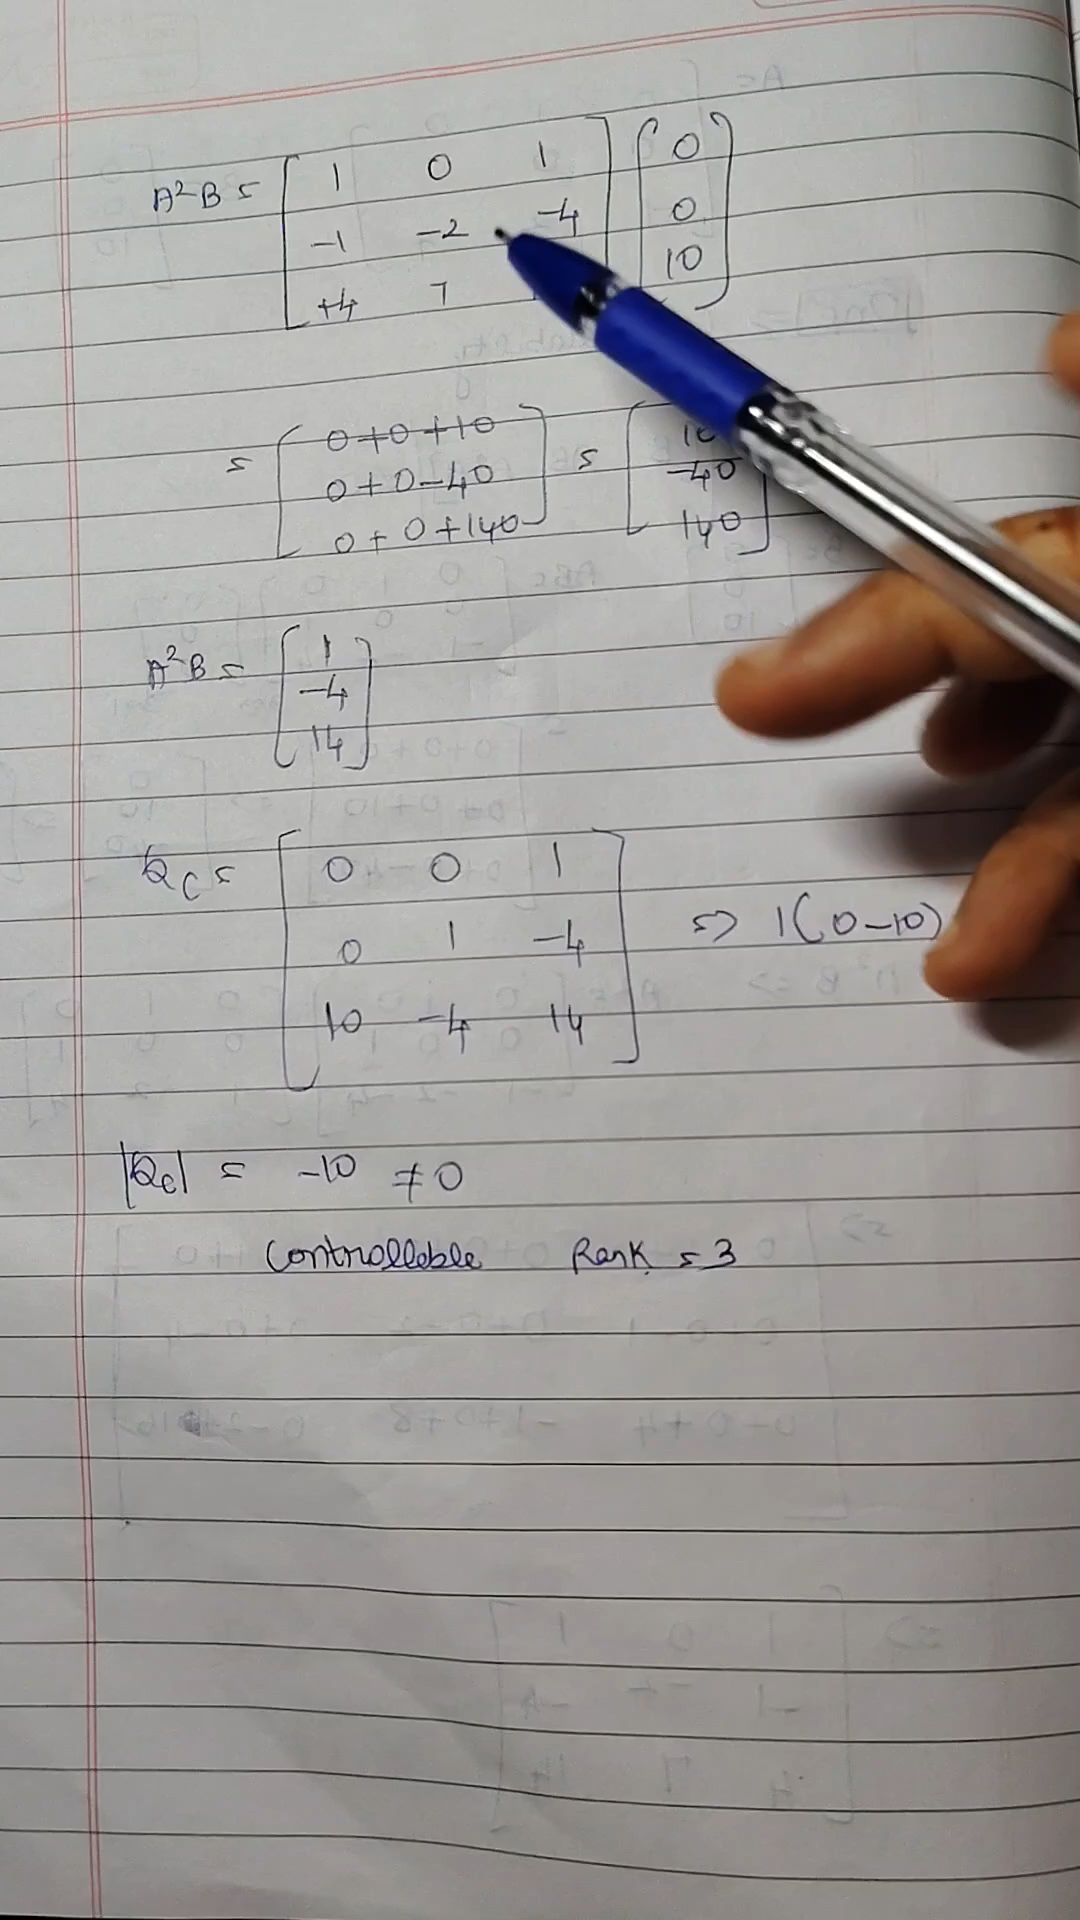 A²B = [ 1 0 1 ] [ 0 ]
[ -1 -2 -4 ] [ 0 ]
[ +4 7 ] [ 10 ]
= [ 0+0+10 ] = [ 10 ]
[ 0+0-40 ] [ -40 ]
[ 0+0+140 ] [ 140 ]
A²B = [ 1 ]
[ -4 ]
[ 14 ]
Qc = [ 0 0 1 ]
[ 0 1 -4 ] => 1(0-10)
[ 10 -4 14 ]
|Qc| = -10 ≠ 0
Controllable Rank = 3